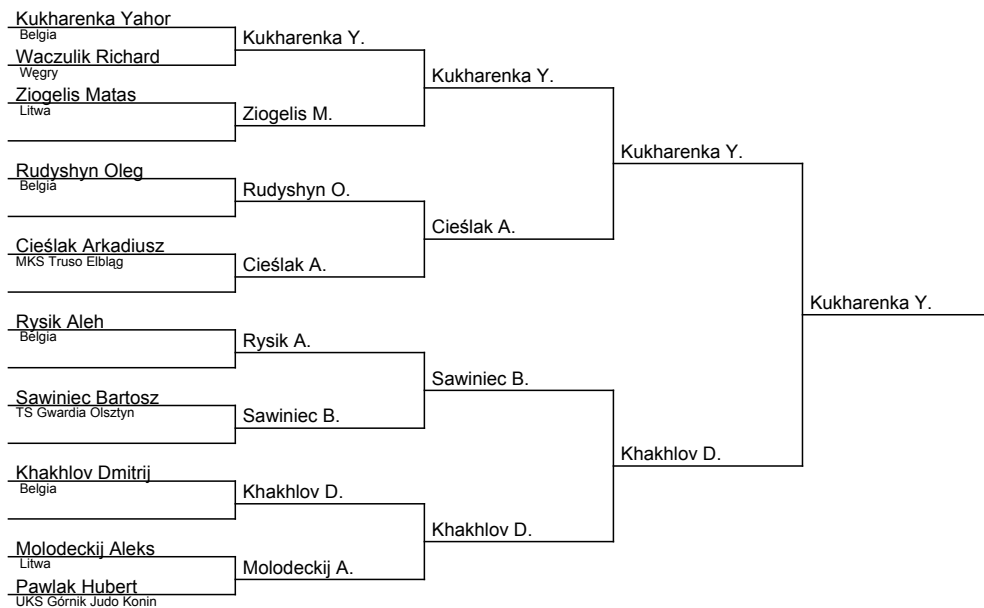 Kukharenka Yahor
Belgia
Waczulik Richard
Węgry
Ziogelis Matas
Litwa
Rudyshyn Oleg
Belgia
Cieślak Arkadiusz
MKS Truso Elbląg
Rysik Aleh
Belgia
Sawiniec Bartosz
TS Gwardia Olsztyn
Khakhlov Dmitrij
Belgia
Molodeckij Aleks
Litwa
Pawlak Hubert
UKS Górnik Judo Konin
Kukharenka Y.
Ziogelis M.
Rudyshyn O.
Cieślak A.
Rysik A.
Sawiniec B.
Khakhlov D.
Molodeckij A.
Kukharenka Y.
Cieślak A.
Sawiniec B.
Khakhlov D.
Kukharenka Y.
Khakhlov D.
Kukharenka Y.